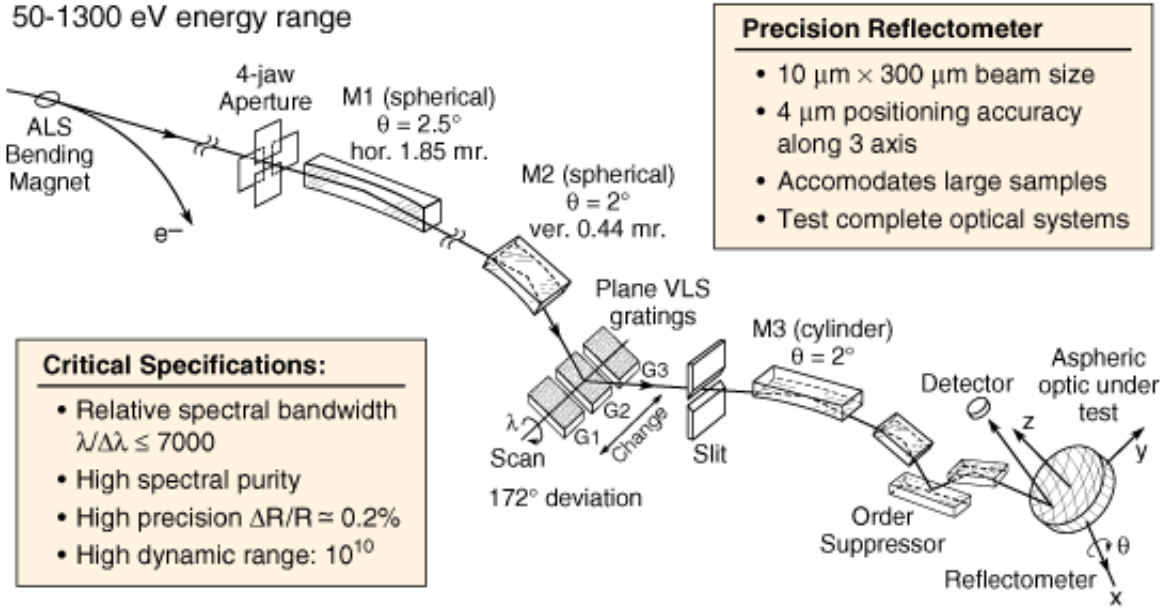 50-1300 eV energy range
Precision Reflectometer
• 10 μm × 300 μm beam size
• 4 μm positioning accuracy
along 3 axis
• Accomodates large samples
• Test complete optical systems
4-jaw
Aperture
M1 (spherical)
θ = 2.5°
hor. 1.85 mr.
ALS
Bending
Magnet
e–
M2 (spherical)
θ = 2°
ver. 0.44 mr.
Plane VLS
gratings
G3
G2
G1
Change
λ
Scan
172° deviation
Slit
M3 (cylinder)
θ = 2°
Order
Suppressor
Detector
Aspheric
optic under
test
z
y
θ
x
Reflectometer
Critical Specifications:
• Relative spectral bandwidth
λ/Δλ ≤ 7000
• High spectral purity
• High precision ΔR/R ≃ 0.2%
• High dynamic range: 10¹⁰